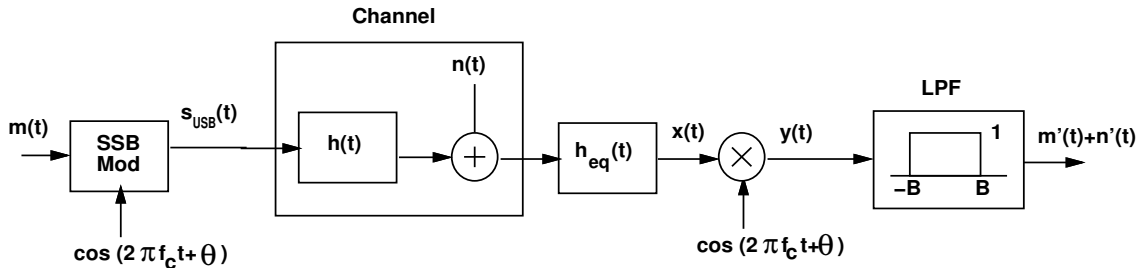 Channel
n(t)
LPF
m(t)
SSB
Mod
s_USB(t)
h(t)
+
h_eq(t)
x(t)
×
y(t)
1
−B
B
m'(t)+n'(t)
cos (2 π f_c t + θ)
cos (2 π f_c t + θ)